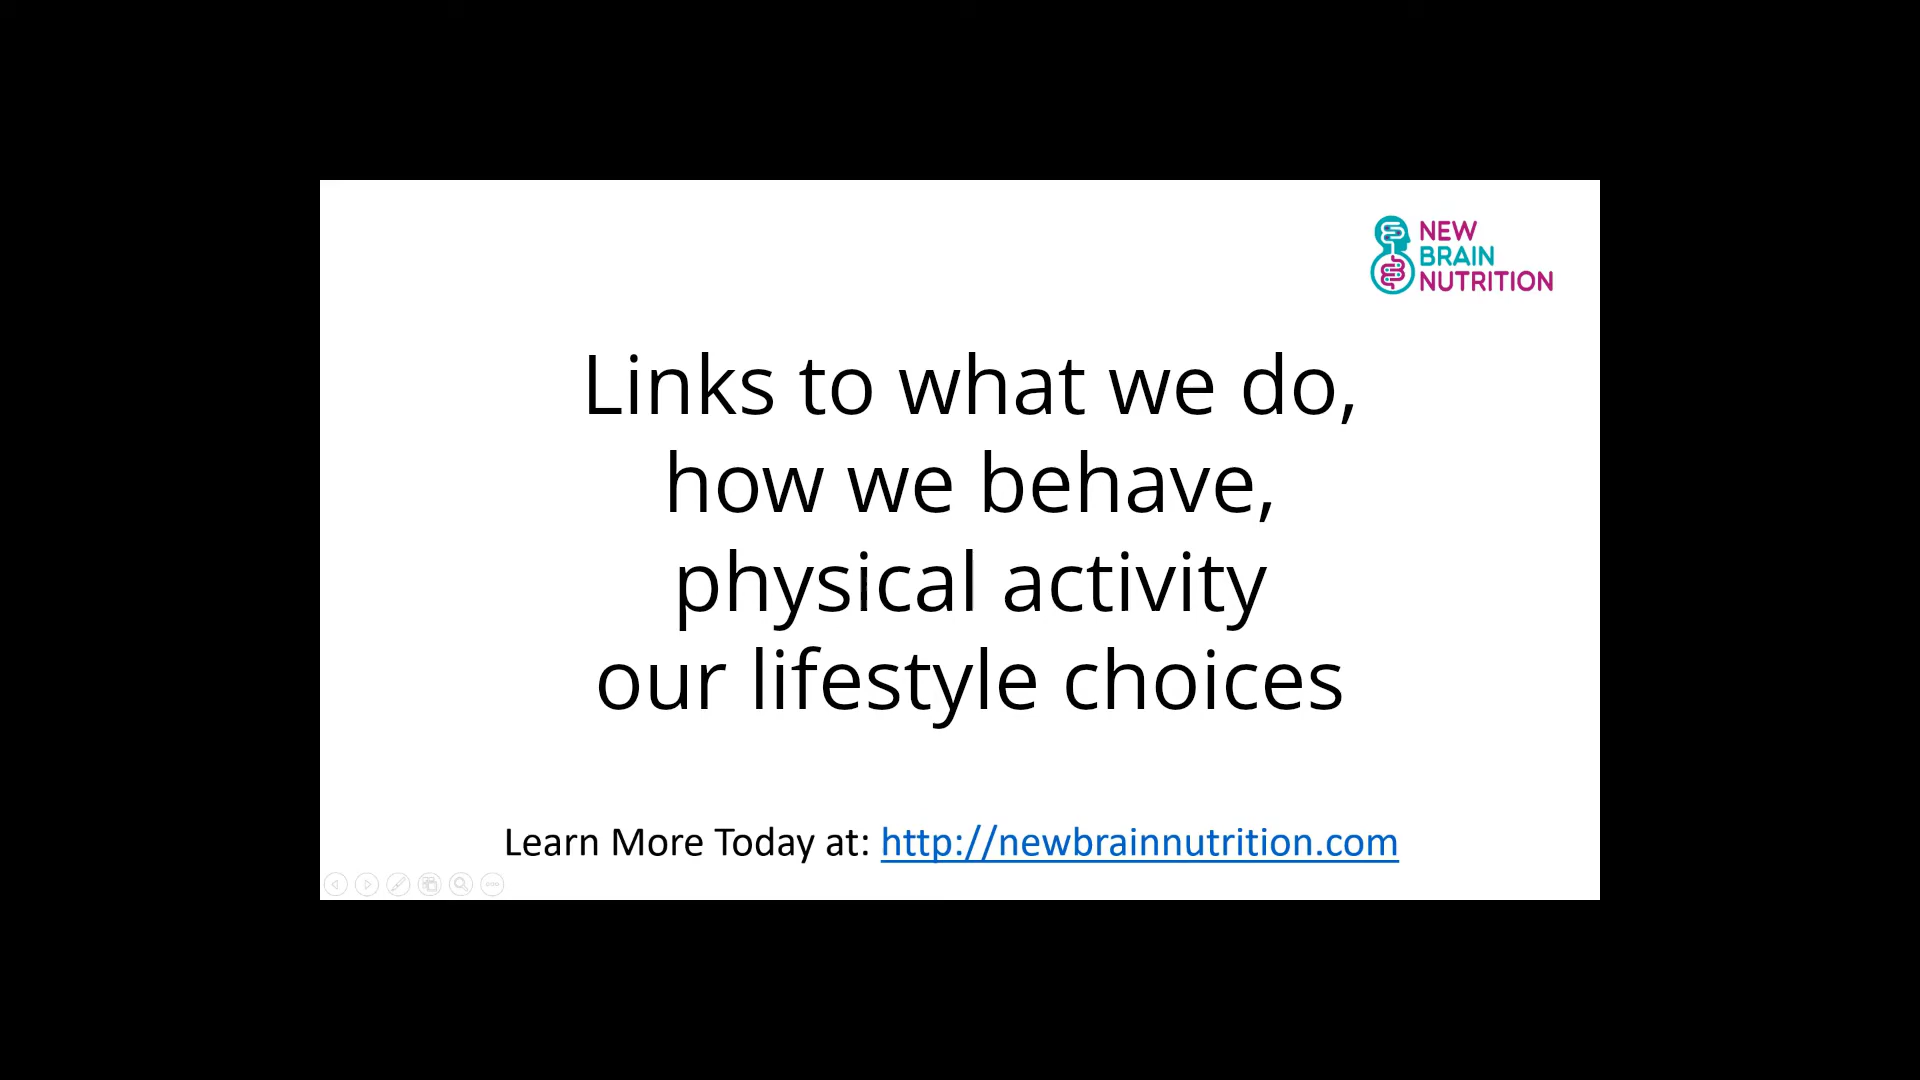 NEW
BRAIN
NUTRITION
Links to what we do,
how we behave,
physical activity
our lifestyle choices
Learn More Today at: http://newbrainnutrition.com